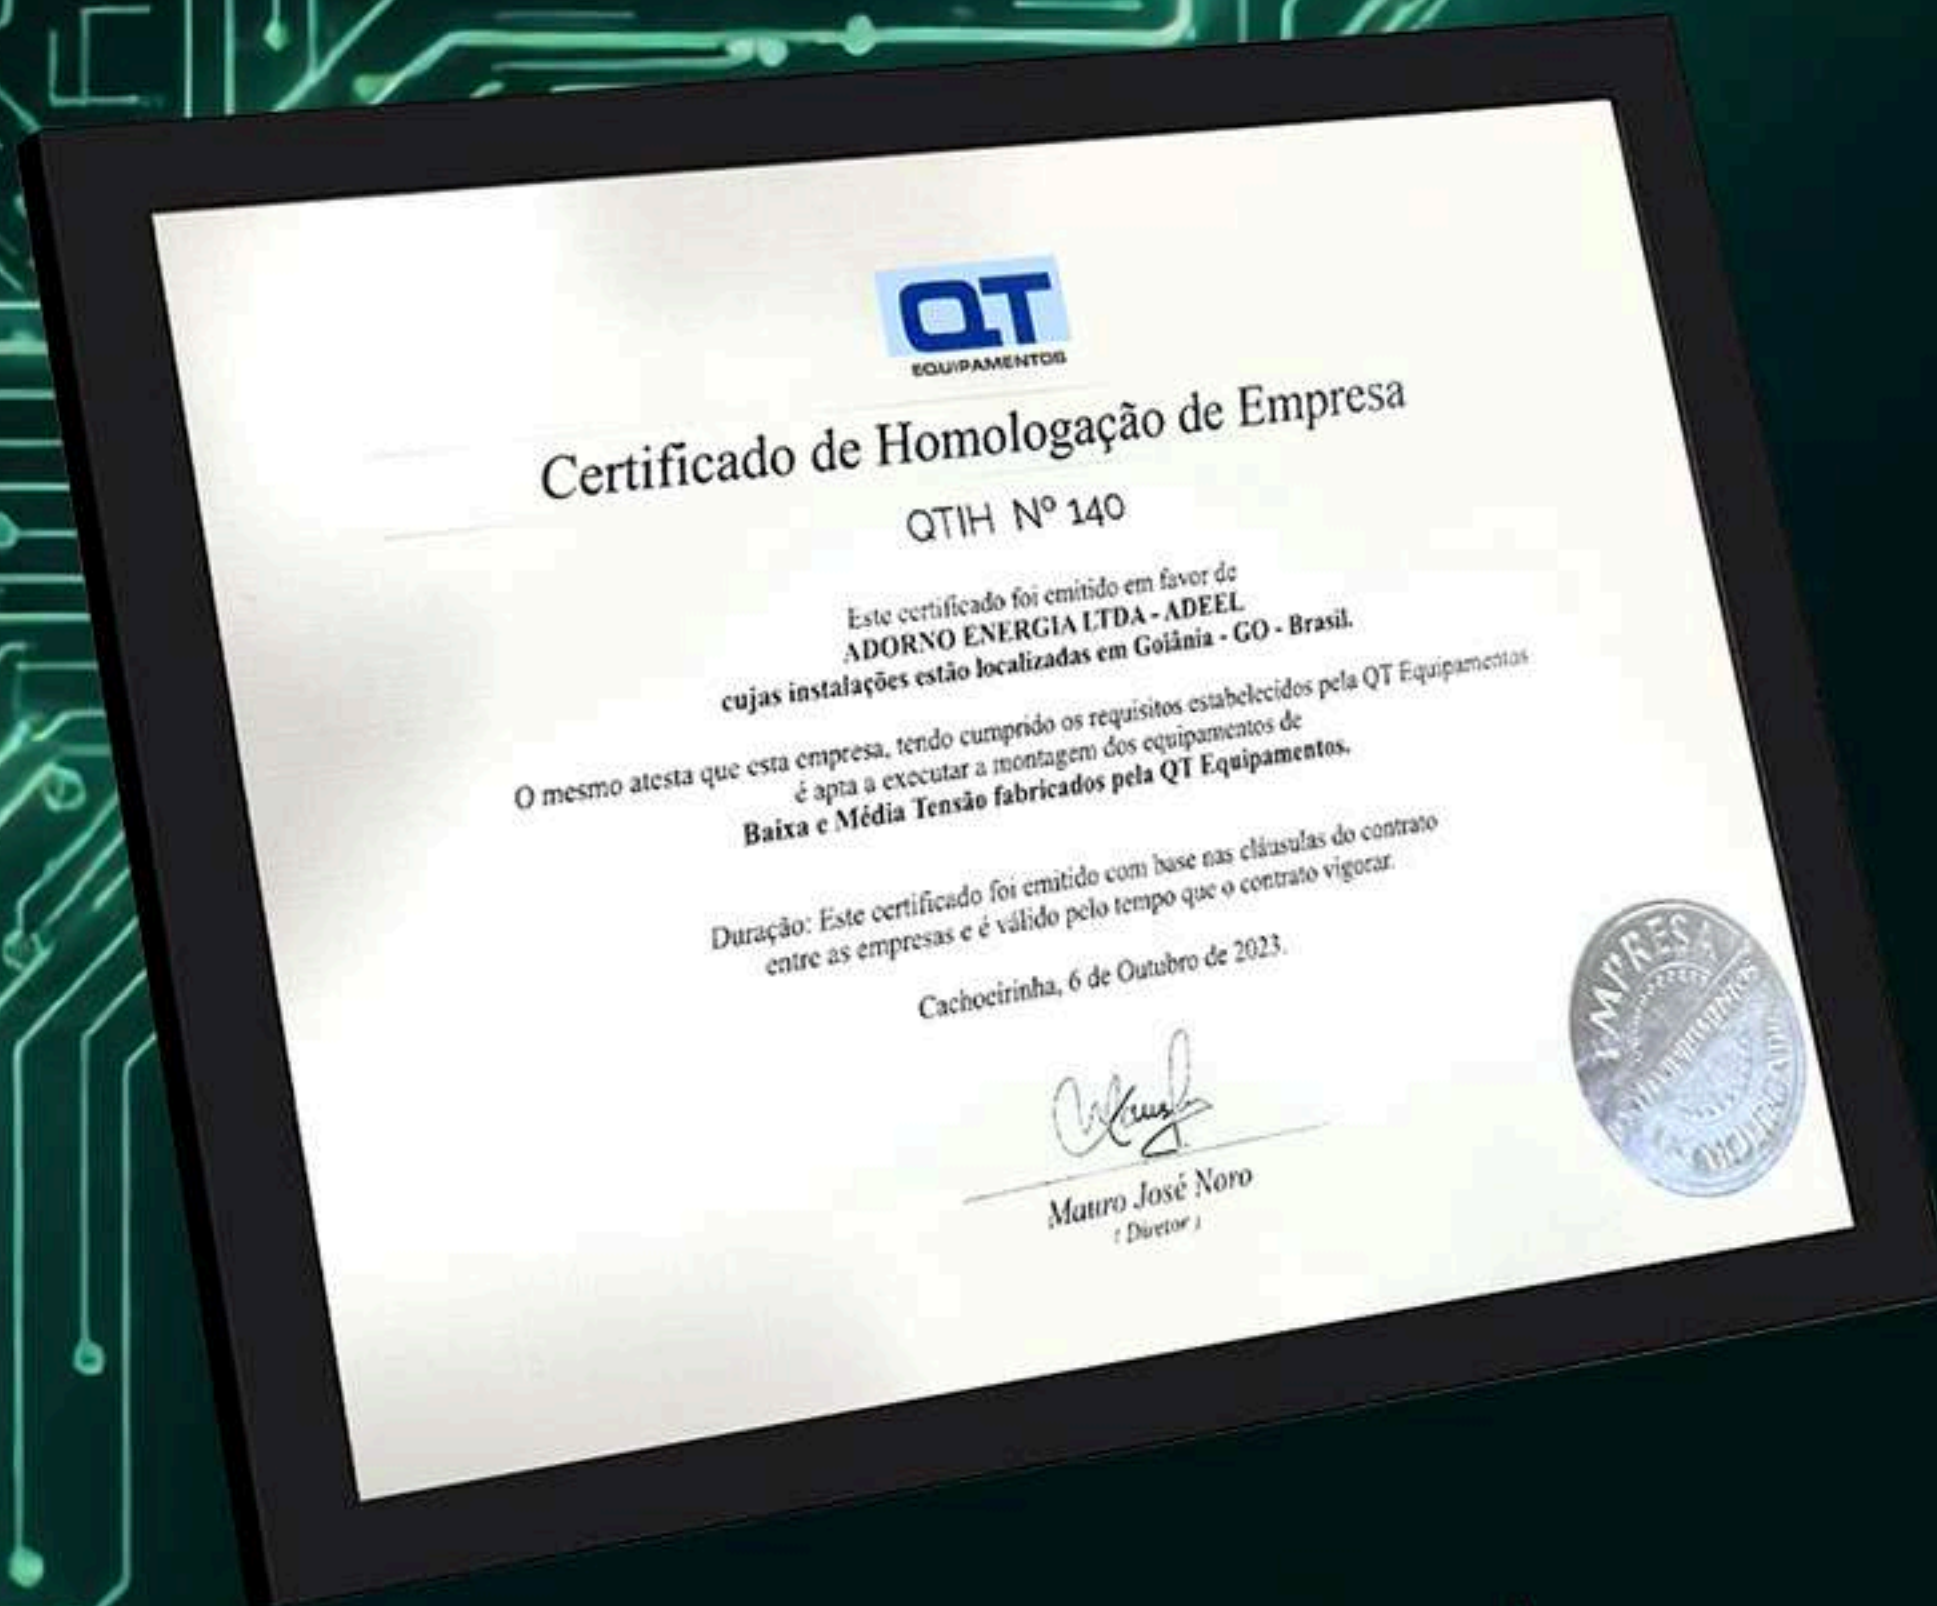 QT
EQUIPAMENTOS
Certificado de Homologação de Empresa
QTIH Nº 140
Este certificado foi emitido em favor de
ADORNO ENERGIA LTDA - ADEEL
cujas instalações estão localizadas em Goiânia - GO - Brasil.
O mesmo atesta que esta empresa, tendo cumprido os requisitos estabelecidos pela QT Equipamentos
é apta a executar a montagem dos equipamentos de
Baixa e Média Tensão fabricados pela QT Equipamentos.
Duração: Este certificado foi emitido com base nas cláusulas do contrato
entre as empresas e é válido pelo tempo que o contrato vigorar.
Cachoeirinha, 6 de Outubro de 2023.
Mauro José Noro
( Diretor )
EMPRESA
HOMOLOGADA